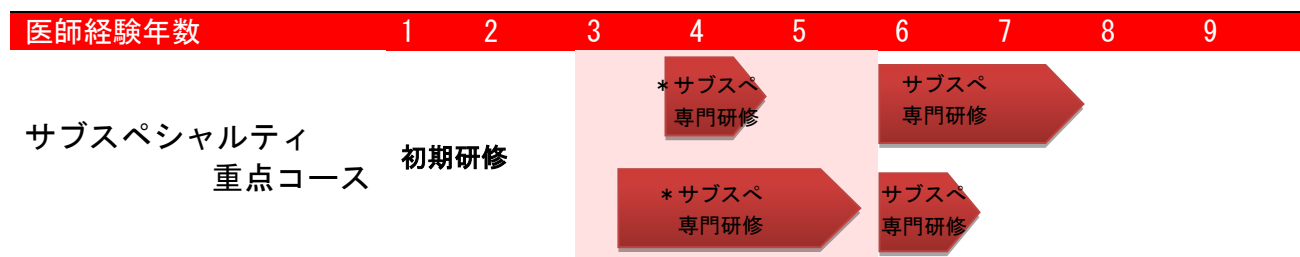 医師経験年数 1 2 3 4 5 6 7 8 9
サブスペシャルティ
重点コース
初期研修
*サブスペ
専門研修
サブスペ
専門研修
*サブスペ
専門研修
サブスペ
専門研修